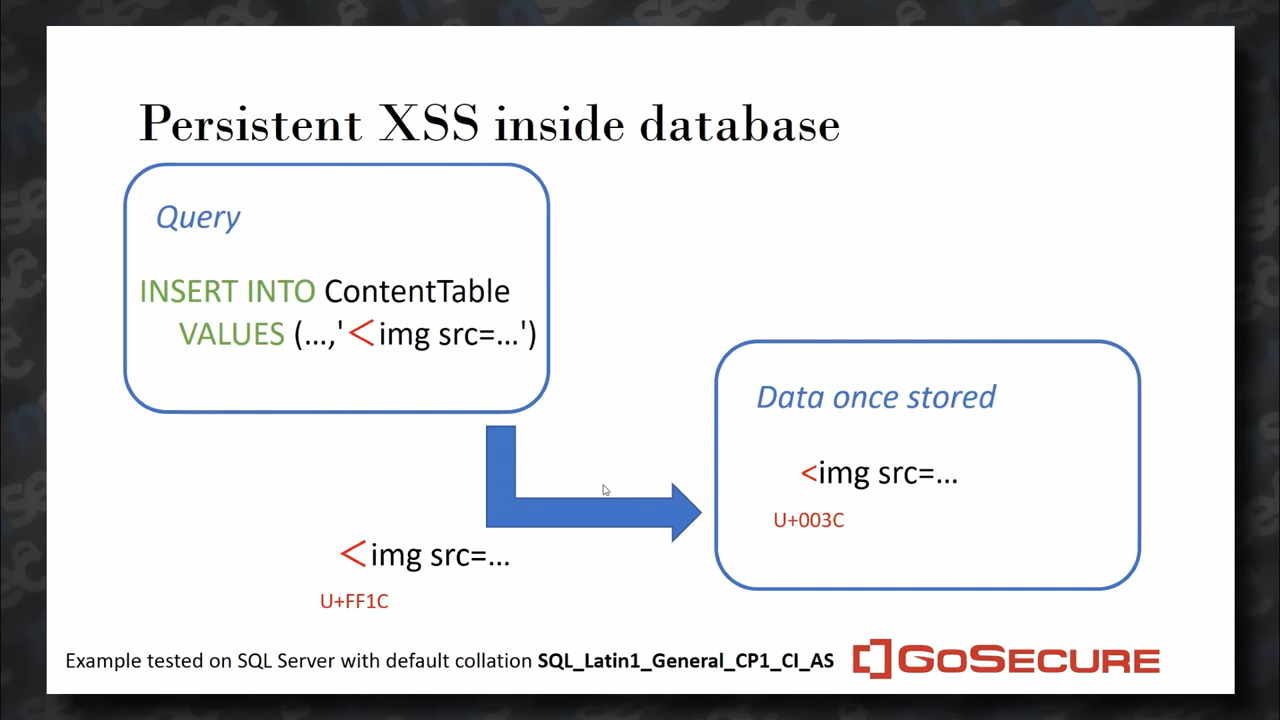 Persistent XSS inside database
Query
INSERT INTO ContentTable
VALUES (…,'＜img src=…')
Data once stored
<img src=…
U+003C
＜img src=…
U+FF1C
Example tested on SQL Server with default collation SQL_Latin1_General_CP1_CI_AS
GOSECURE